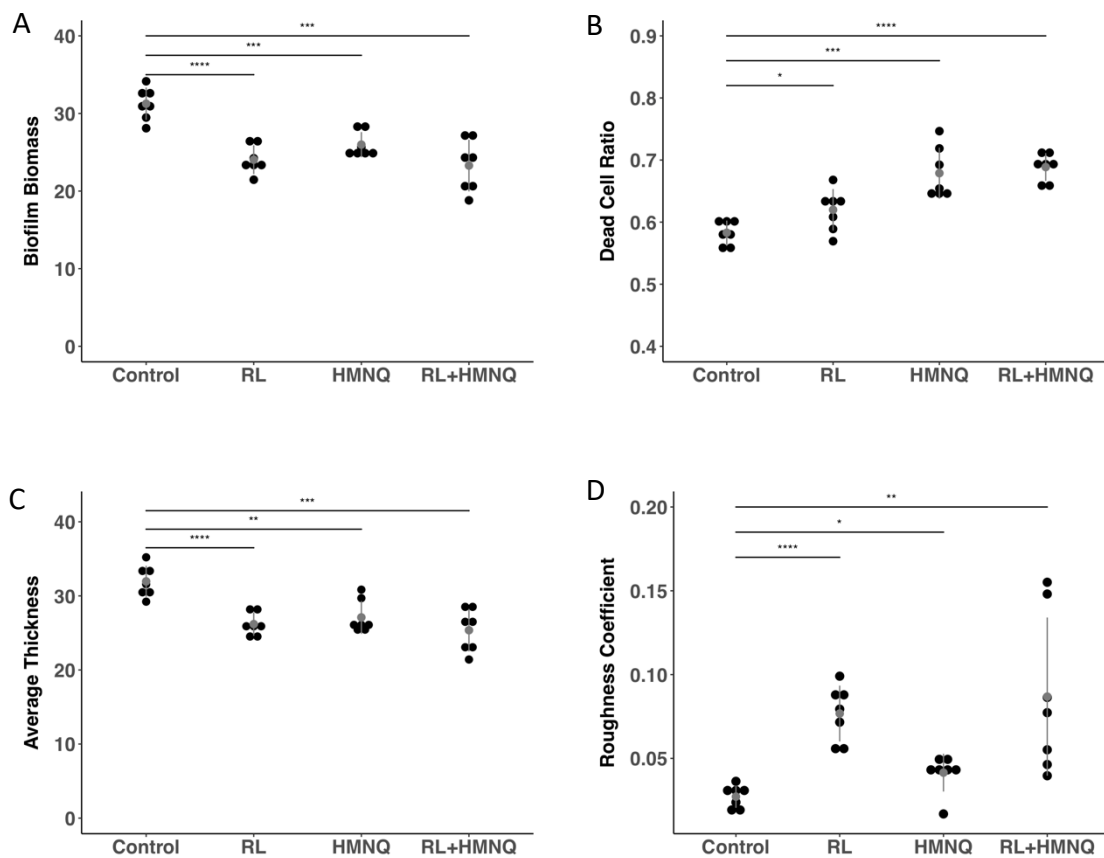 A
Biofilm Biomass
40
30
20
10
0
***
***
****
Control RL HMNQ RL+HMNQ
B
Dead Cell Ratio
0.9
0.8
0.7
0.6
0.5
0.4
****
***
*
Control RL HMNQ RL+HMNQ
C
Average Thickness
40
30
20
10
0
***
**
****
Control RL HMNQ RL+HMNQ
D
Roughness Coefficient
0.20
0.15
0.10
0.05
**
*
****
Control RL HMNQ RL+HMNQ